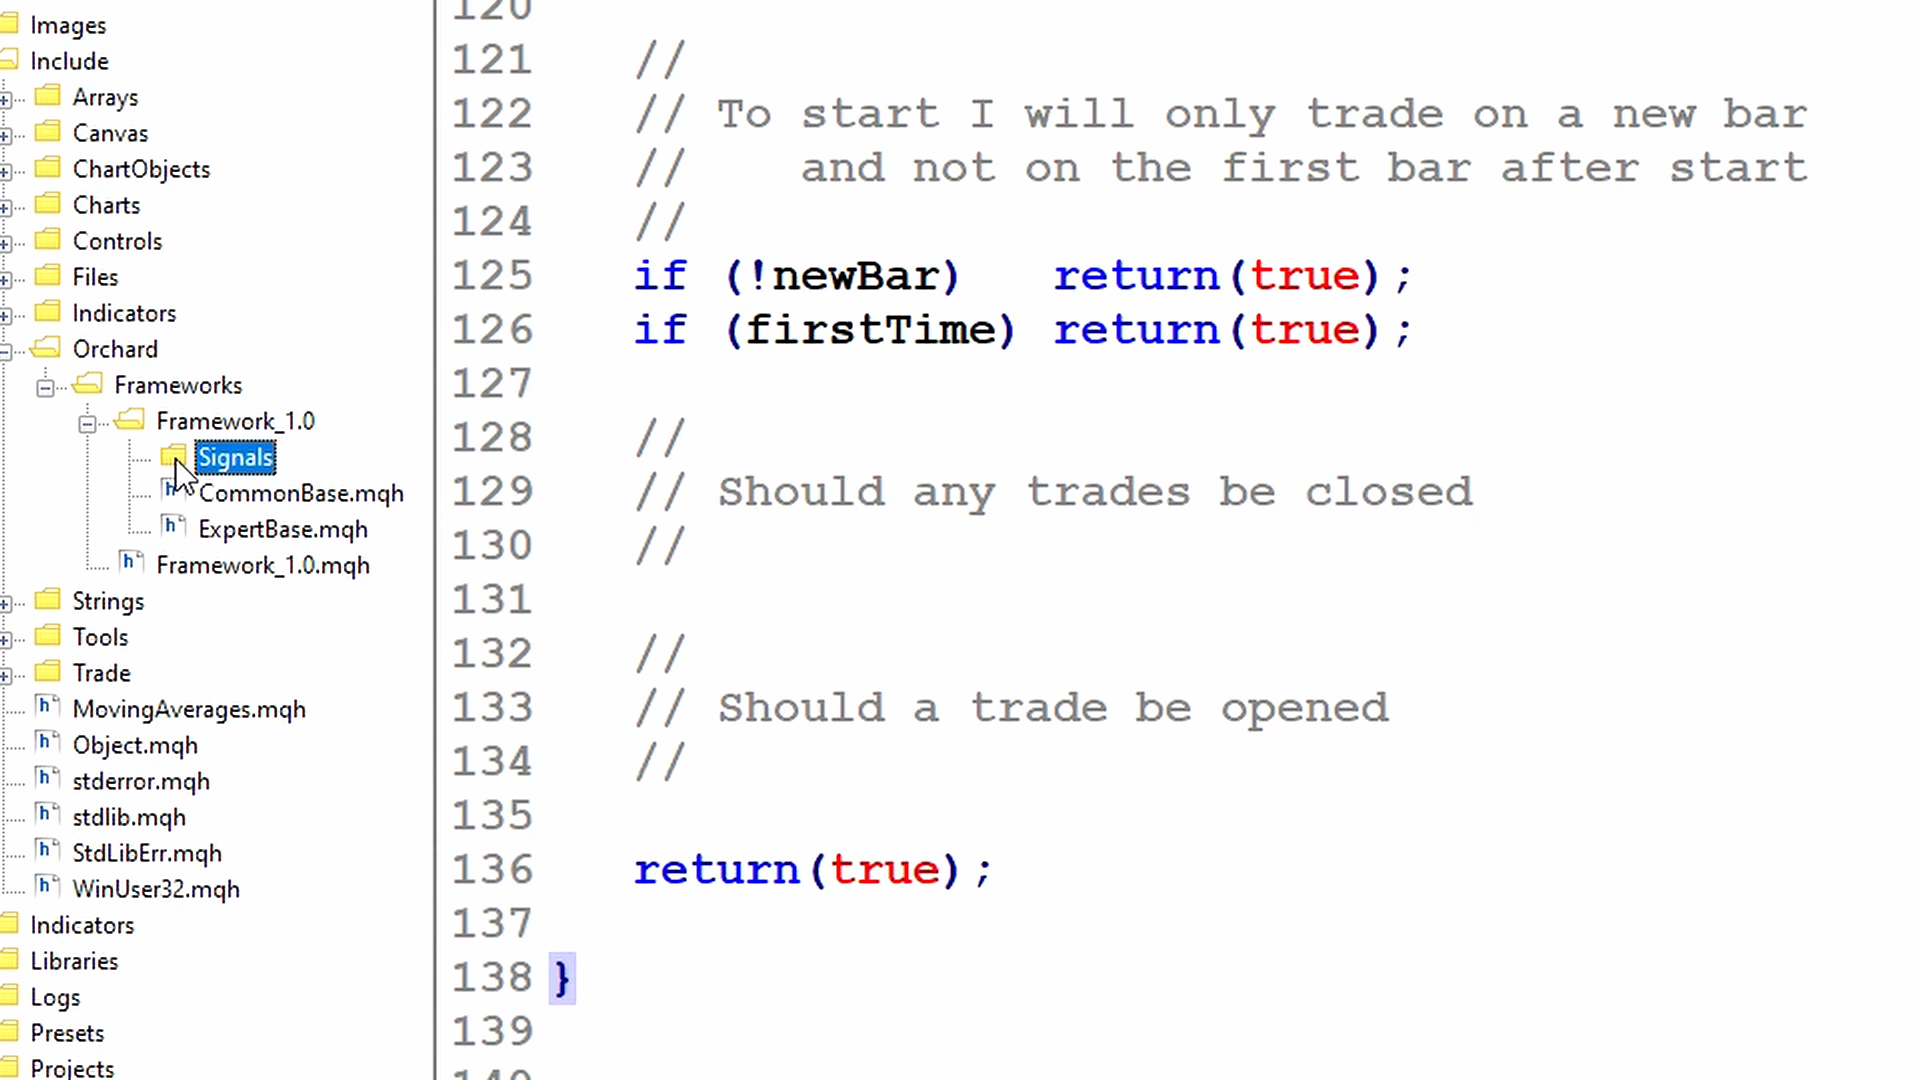 Images
Include
Arrays
Canvas
ChartObjects
Charts
Controls
Files
Indicators
Orchard
Frameworks
Framework_1.0
Signals
CommonBase.mqh
ExpertBase.mqh
Framework_1.0.mqh
Strings
Tools
Trade
MovingAverages.mqh
Object.mqh
stderror.mqh
stdlib.mqh
StdLibErr.mqh
WinUser32.mqh
Indicators
Libraries
Logs
Presets
Projects
120
121 //
122 // To start I will only trade on a new bar
123 // and not on the first bar after start
124 //
125 if (!newBar) return(true);
126 if (firstTime) return(true);
127
128 //
129 // Should any trades be closed
130 //
131
132 //
133 // Should a trade be opened
134 //
135
136 return(true);
137
138 }
139
140